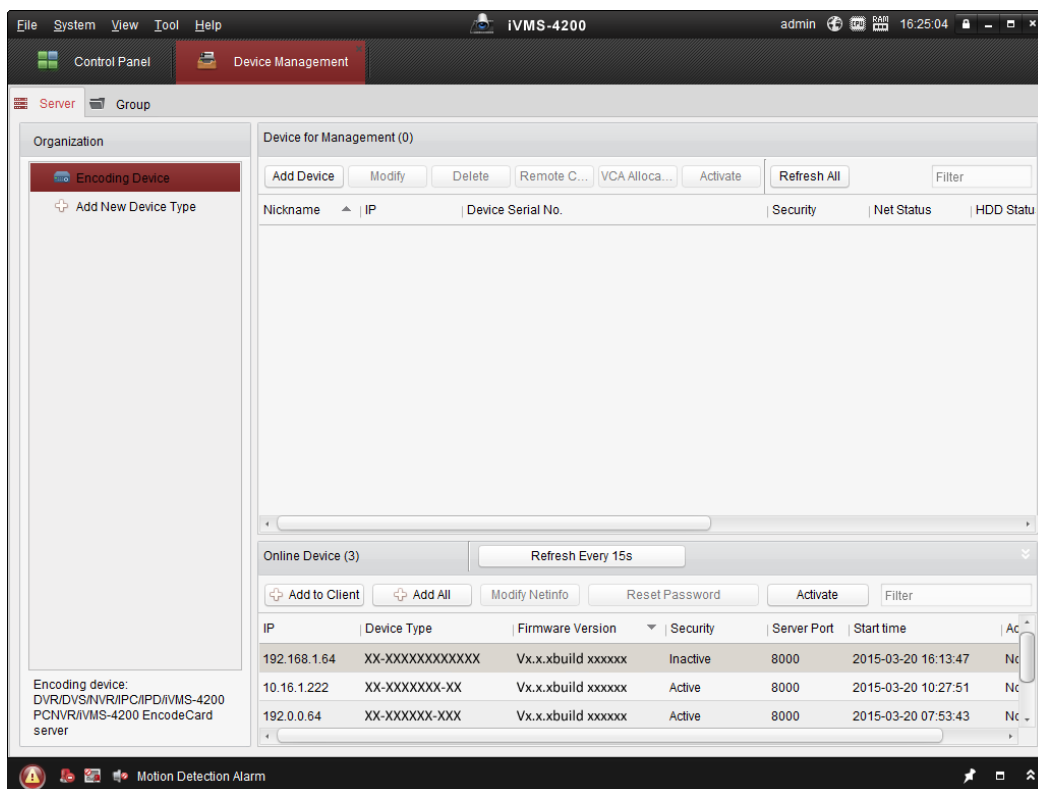 File System View Tool Help iVMS-4200 admin CPU RAM 16:25:04
Control Panel Device Management
Server Group
Organization
Encoding Device
Add New Device Type
Encoding device:
DVR/DVS/NVR/IPC/IPD/iVMS-4200
PCNVR/iVMS-4200 EncodeCard
server
Device for Management (0)
Add Device Modify Delete Remote C... VCA Alloca... Activate Refresh All Filter
Nickname IP Device Serial No. Security Net Status HDD Statu
Online Device (3) Refresh Every 15s
Add to Client Add All Modify Netinfo Reset Password Activate Filter
IP Device Type Firmware Version Security Server Port Start time Ac
192.168.1.64 XX-XXXXXXXXXXXX Vx.x.xbuild xxxxxx Inactive 8000 2015-03-20 16:13:47 No
10.16.1.222 XX-XXXXXXX-XX Vx.x.xbuild xxxxxx Active 8000 2015-03-20 10:27:51 No
192.0.0.64 XX-XXXXXX-XXX Vx.x.xbuild xxxxxx Active 8000 2015-03-20 07:53:43 No
Motion Detection Alarm